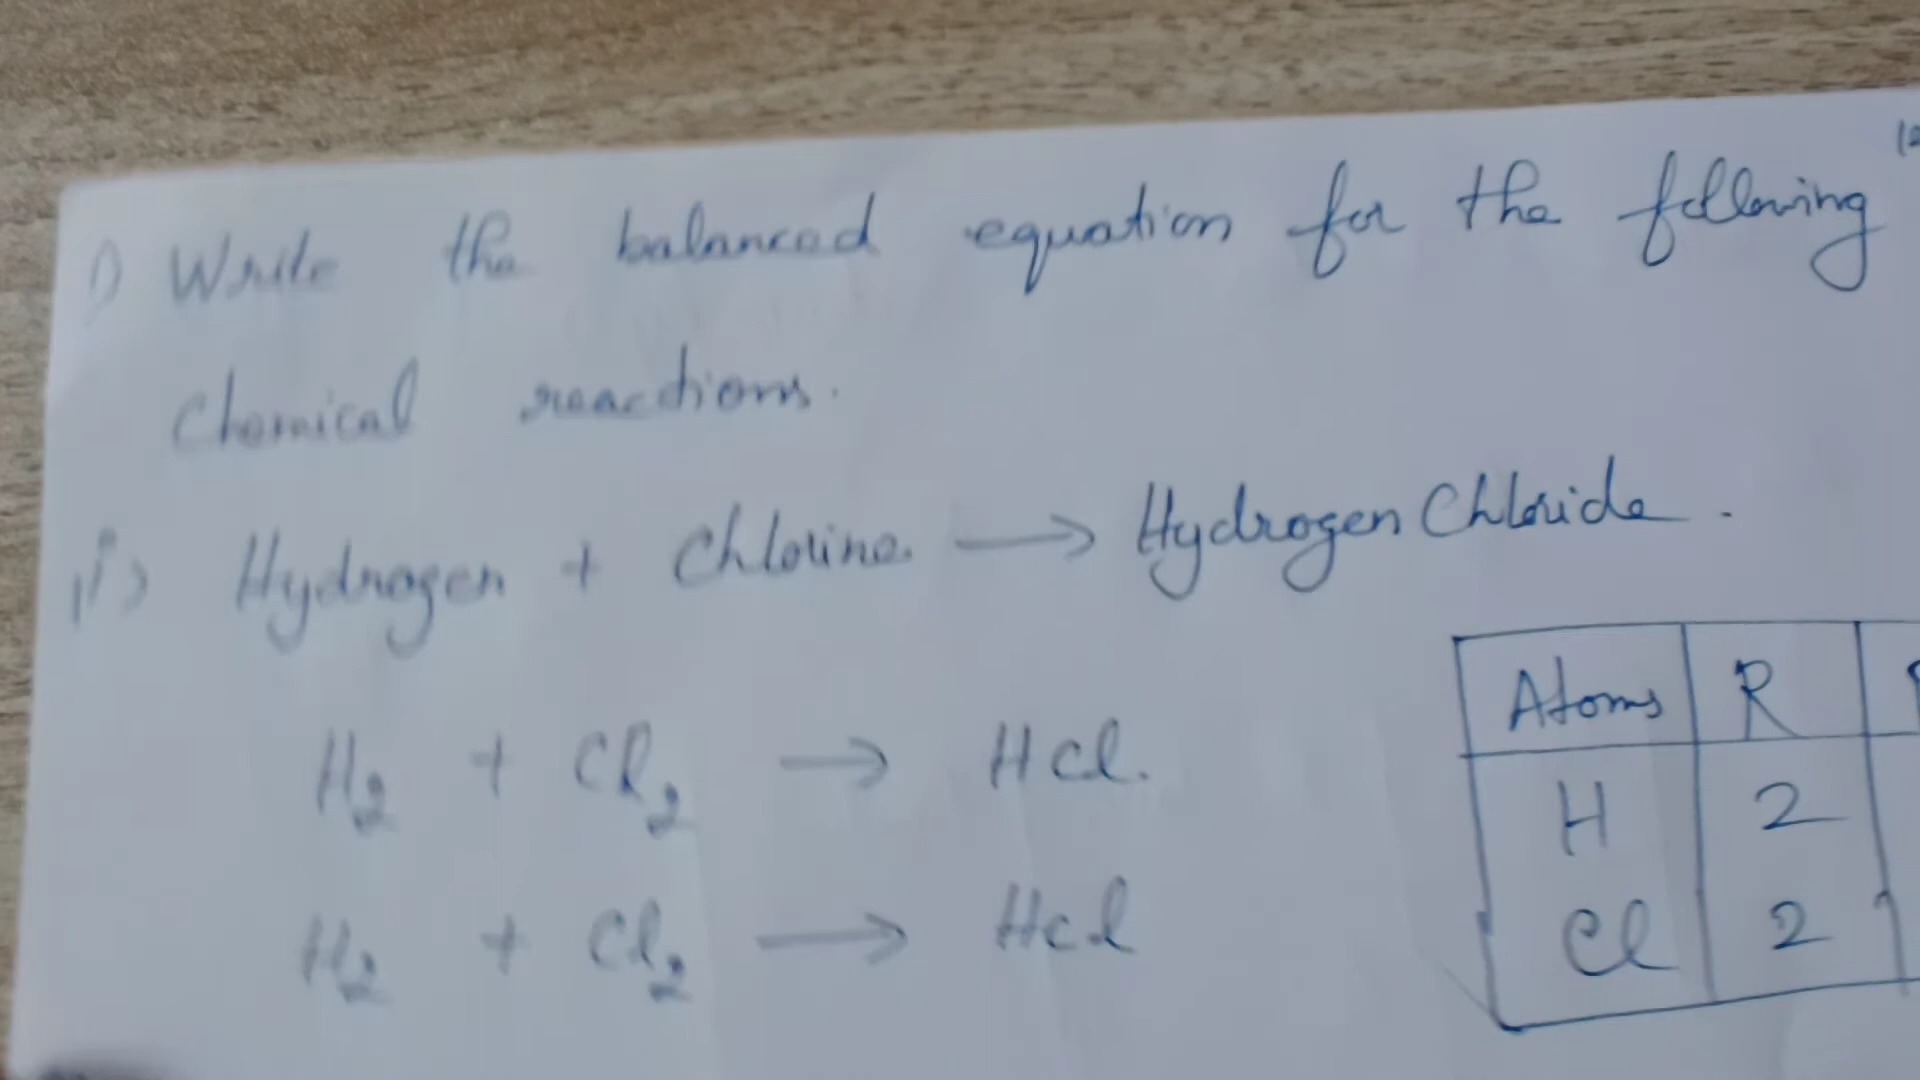 1) Write the balanced equation for the following
Chemical reactions.
i) Hydrogen + Chlorine → Hydrogen Chloride.
H₂ + Cl₂ → HCl.
H₂ + Cl₂ → HCl
Atoms R
H 2
Cl 2